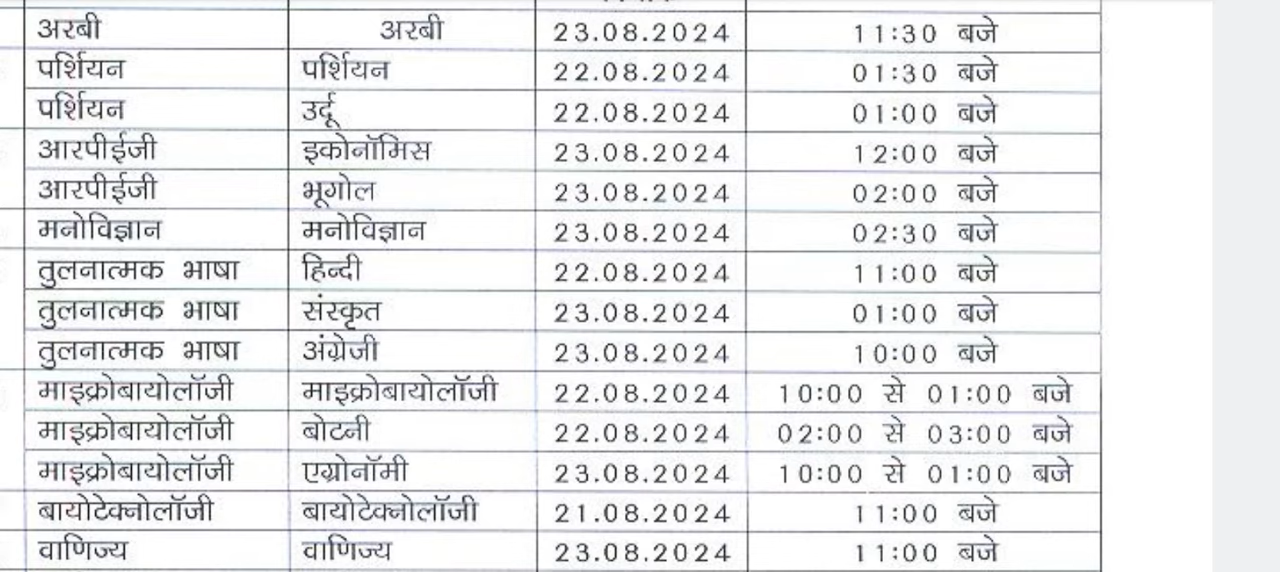 अरबी अरबी 23.08.2024 11:30 बजे
पर्शियन पर्शियन 22.08.2024 01:30 बजे
पर्शियन उर्दू 22.08.2024 01:00 बजे
आरपीईजी इकोनॉमिस 23.08.2024 12:00 बजे
आरपीईजी भूगोल 23.08.2024 02:00 बजे
मनोविज्ञान मनोविज्ञान 23.08.2024 02:30 बजे
तुलनात्मक भाषा हिन्दी 22.08.2024 11:00 बजे
तुलनात्मक भाषा संस्कृत 23.08.2024 01:00 बजे
तुलनात्मक भाषा अंग्रेजी 23.08.2024 10:00 बजे
माइक्रोबायोलॉजी माइक्रोबायोलॉजी 22.08.2024 10:00 से 01:00 बजे
माइक्रोबायोलॉजी बोटनी 22.08.2024 02:00 से 03:00 बजे
माइक्रोबायोलॉजी एग्रोनॉमी 23.08.2024 10:00 से 01:00 बजे
बायोटेक्नोलॉजी बायोटेक्नोलॉजी 21.08.2024 11:00 बजे
वाणिज्य वाणिज्य 23.08.2024 11:00 बजे